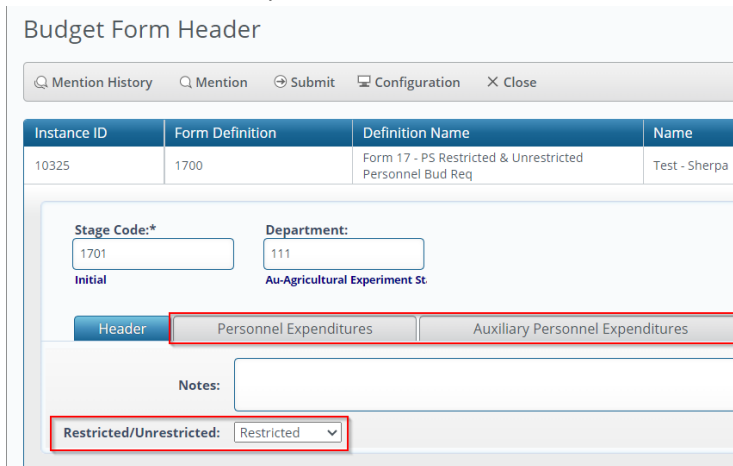 Budget Form Header
Mention History Mention Submit Configuration Close
Instance ID Form Definition Definition Name Name
10325 1700 Form 17 - PS Restricted & Unrestricted Personnel Bud Req Test - Sherpa
Stage Code:* Department:
1701 111
Initial Au-Agricultural Experiment St
Header Personnel Expenditures Auxiliary Personnel Expenditures
Notes:
Restricted/Unrestricted: Restricted